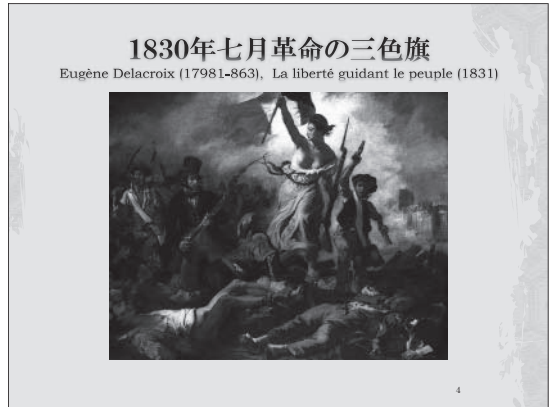 1830年七月革命の三色旗
Eugène Delacroix (17981-863), La liberté guidant le peuple (1831)
4